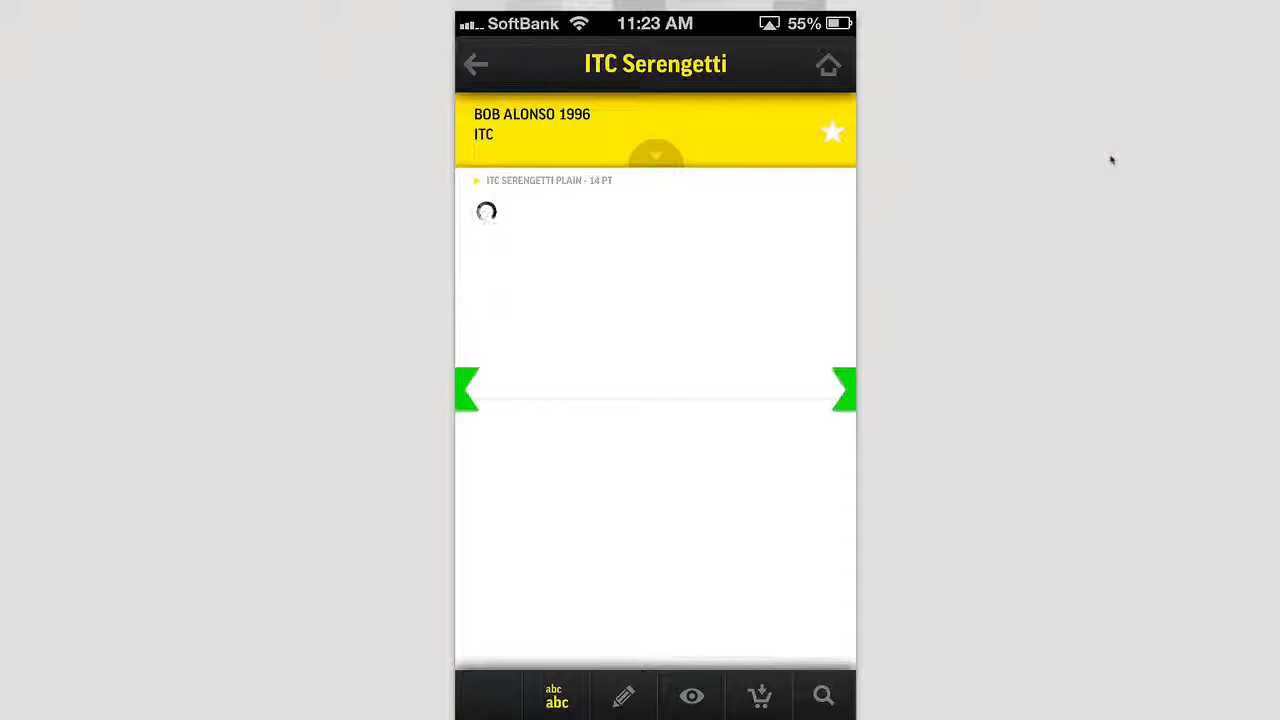 SoftBank 11:23 AM 55%
ITC Serengetti
BOB ALONSO 1996
ITC
ITC SERENGETTI PLAIN - 14 PT
abc
abc